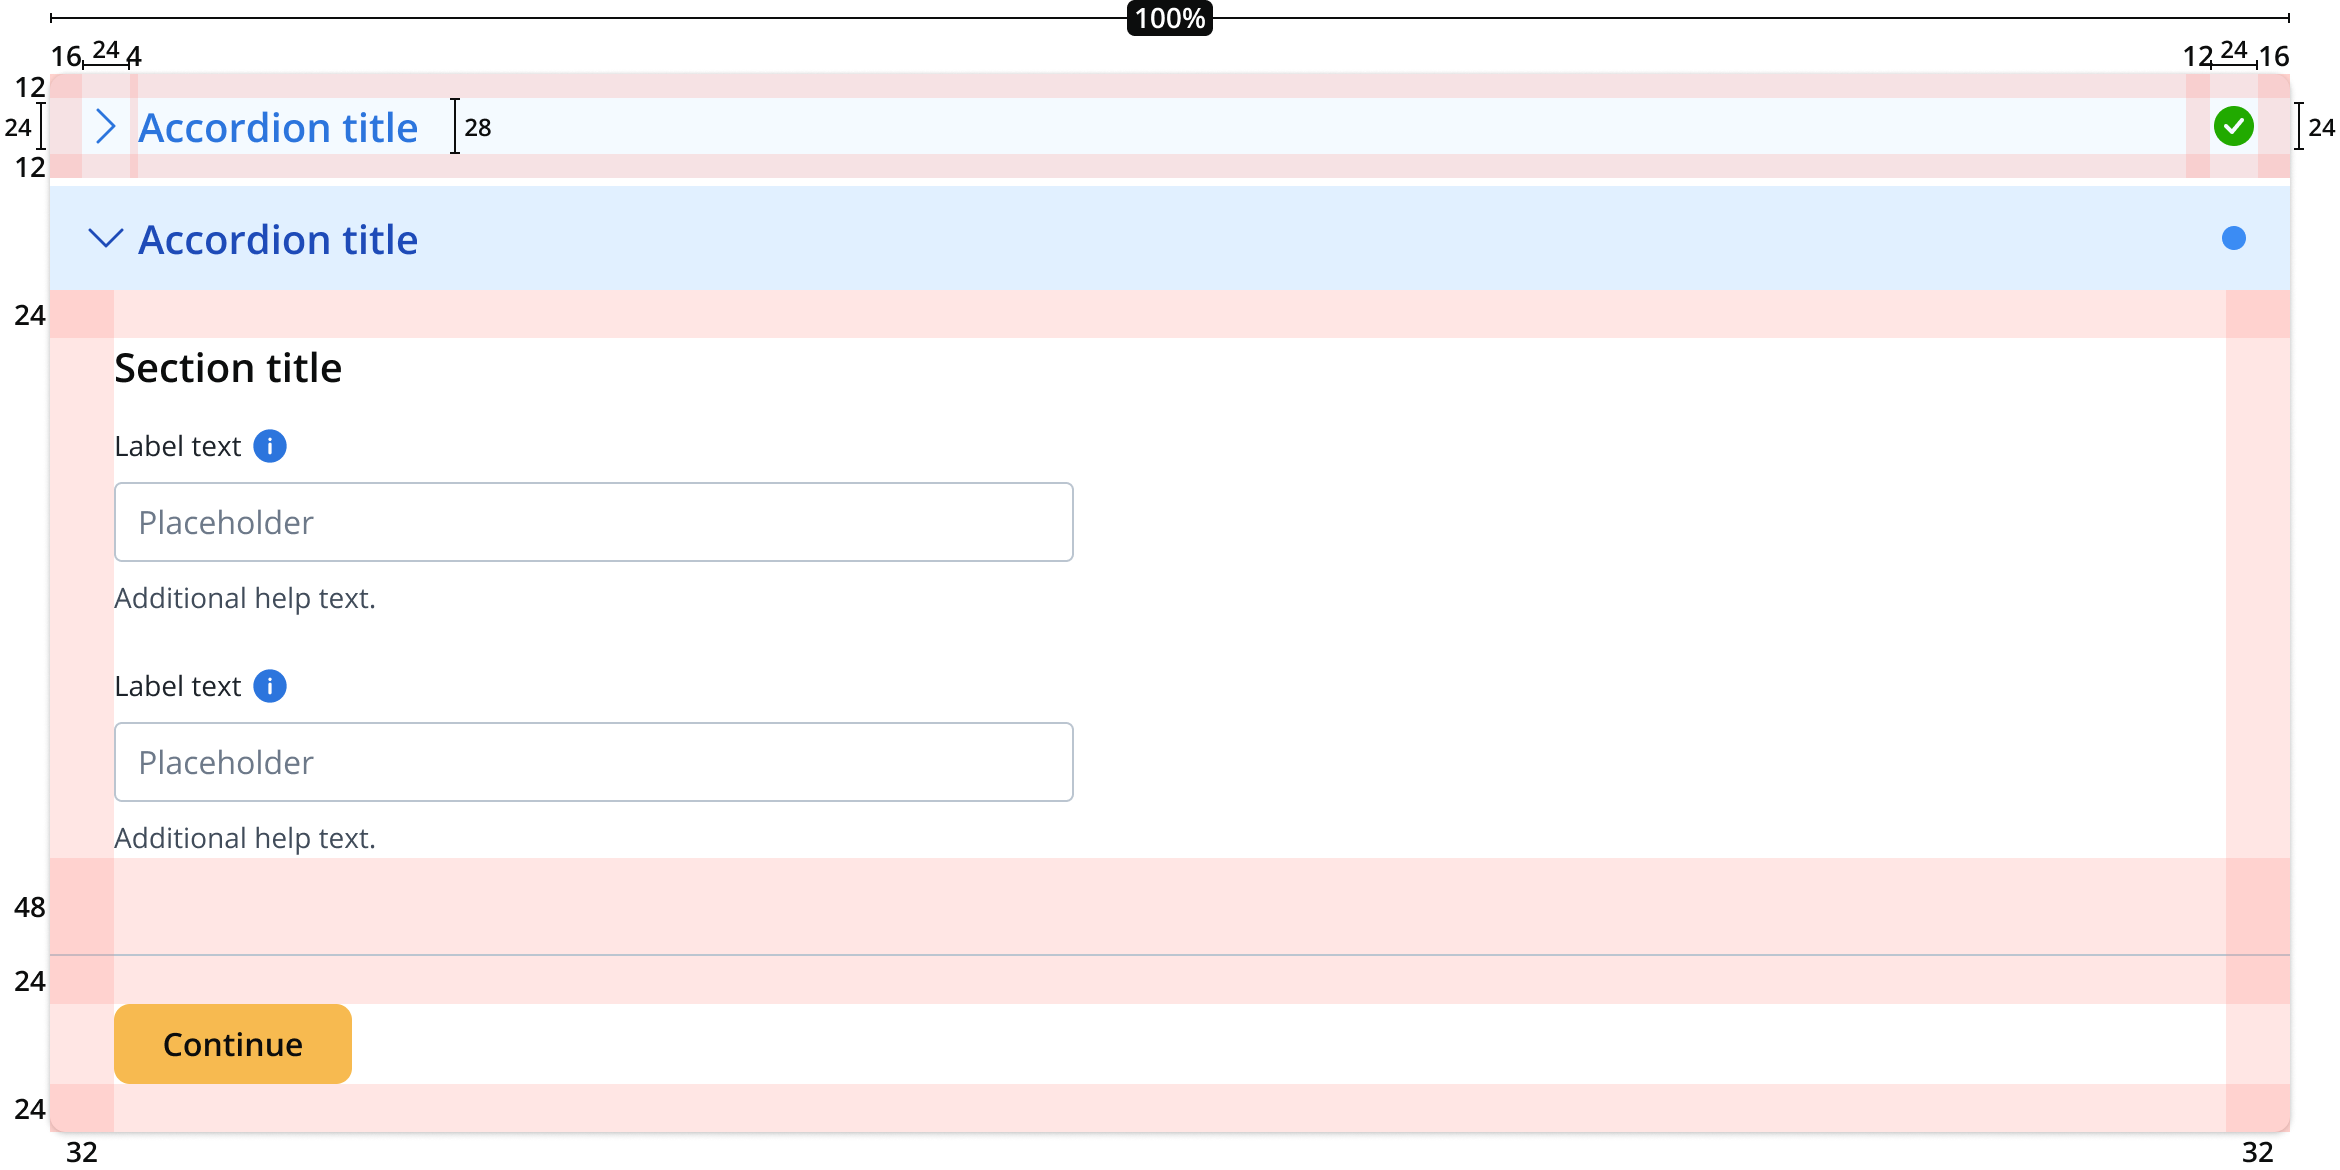 100%
16 24 4 12 24 16
12
24 Accordion title 28 24
12
Accordion title
24
Section title
Label text
Placeholder
Additional help text.
Label text
Placeholder
Additional help text.
48
24
Continue
24
32 32